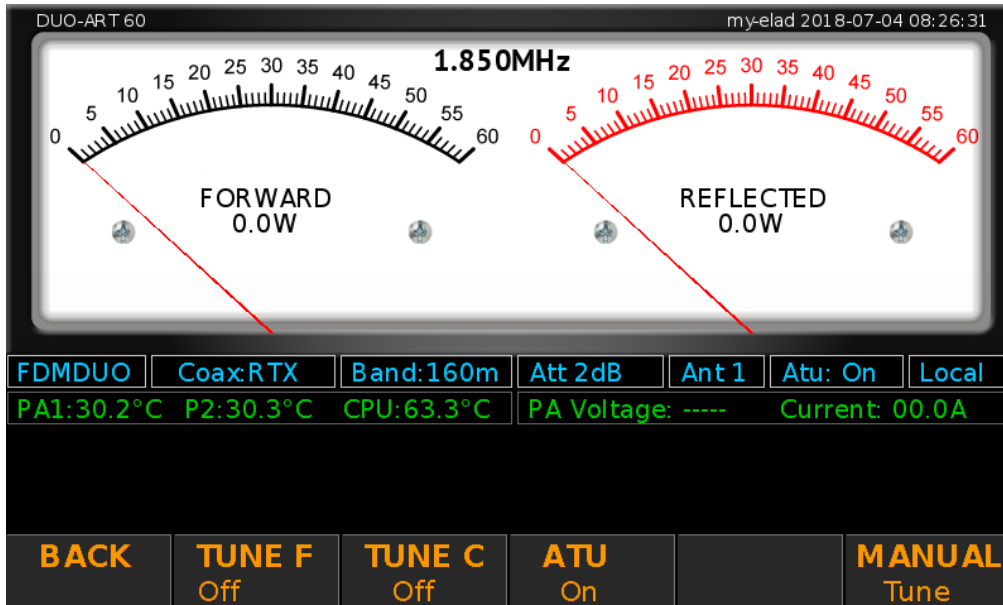 DUO-ART 60
my-elad 2018-07-04 08:26:31
1.850MHz
0 5 10 15 20 25 30 35 40 45 50 55 60
0 5 10 15 20 25 30 35 40 45 50 55 60
FORWARD
0.0W
REFLECTED
0.0W
FDMDUO Coax:RTX Band:160m Att 2dB Ant 1 Atu: On Local
PA1:30.2°C P2:30.3°C CPU:63.3°C PA Voltage: ----- Current: 00.0A
BACK TUNE F TUNE C ATU MANUAL
Off Off On Tune